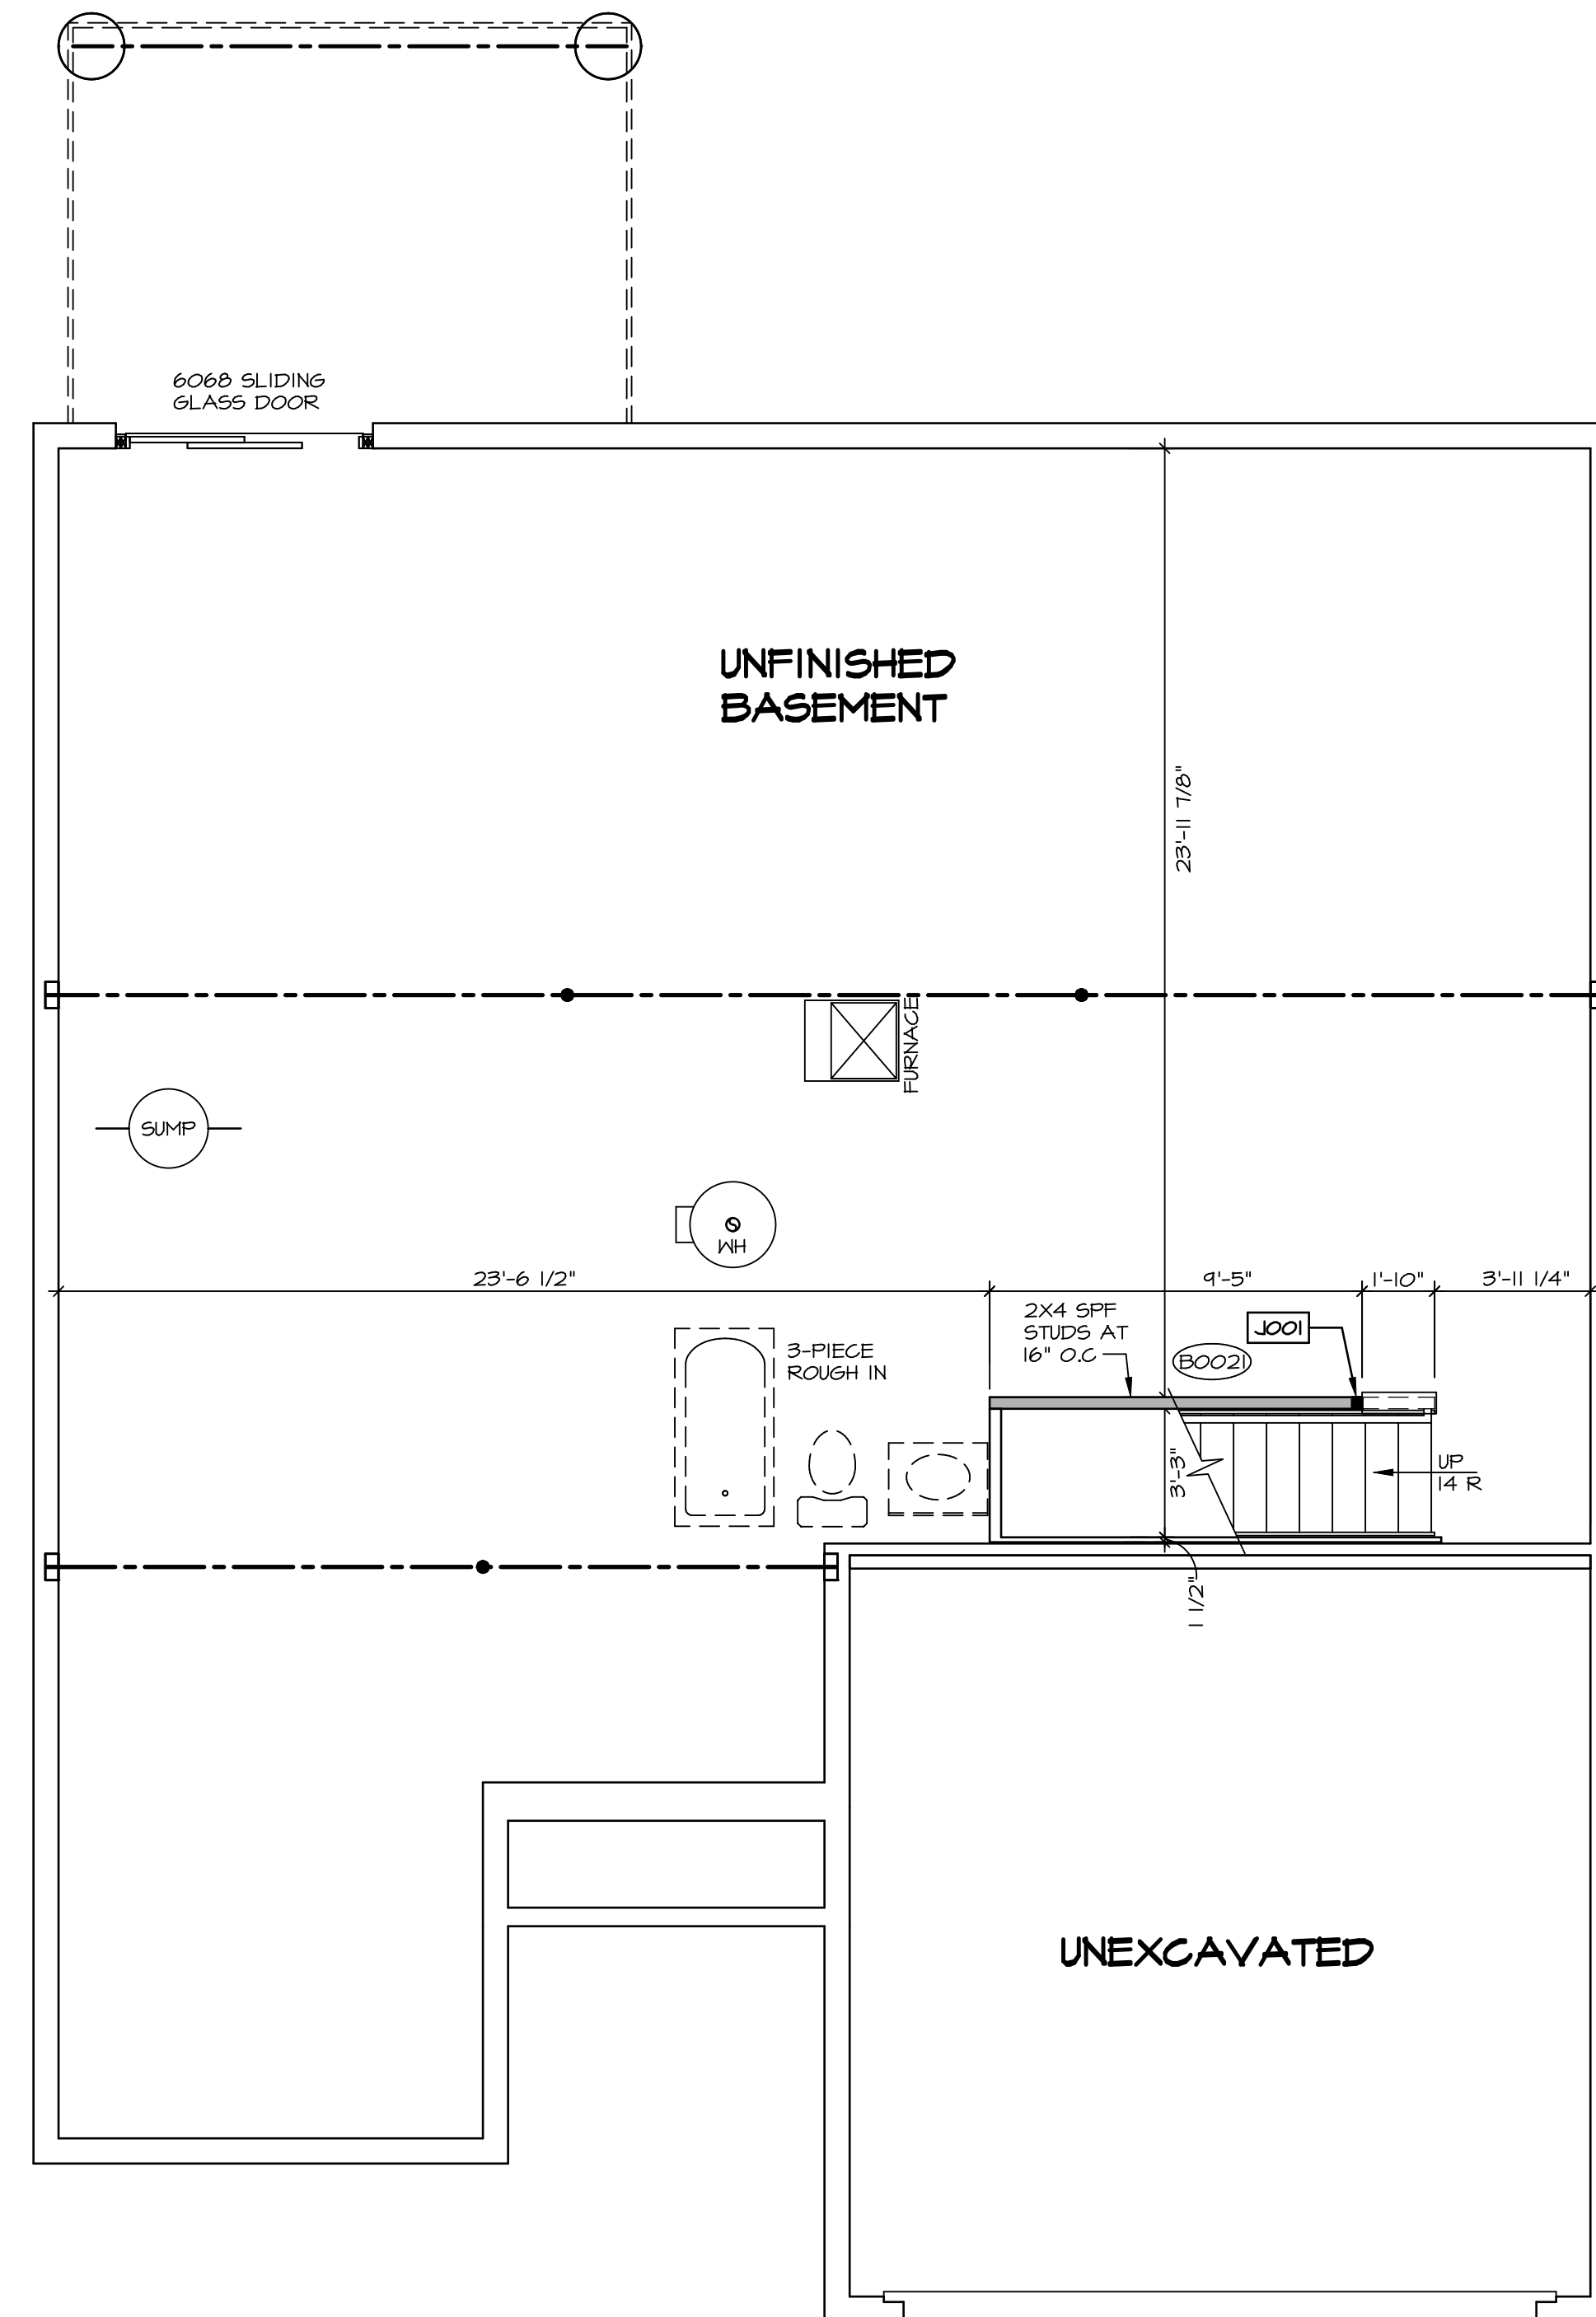 6068 SLIDING
GLASS DOOR
UNFINISHED
BASEMENT
23'-11 7/8"
FURNACE
SUMP
WH
23'-6 1/2"
9'-5"
1'-10"
3'-11 1/4"
2X4 SPF
STUDS AT
16" O.C
J001
B0021
3-PIECE
ROUGH IN
3'-3"
UP
14 R
1 1/2"
UNEXCAVATED